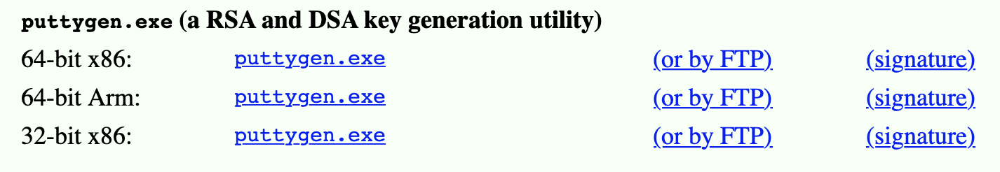 puttygen.exe (a RSA and DSA key generation utility)
64-bit x86: puttygen.exe (or by FTP) (signature)
64-bit Arm: puttygen.exe (or by FTP) (signature)
32-bit x86: puttygen.exe (or by FTP) (signature)